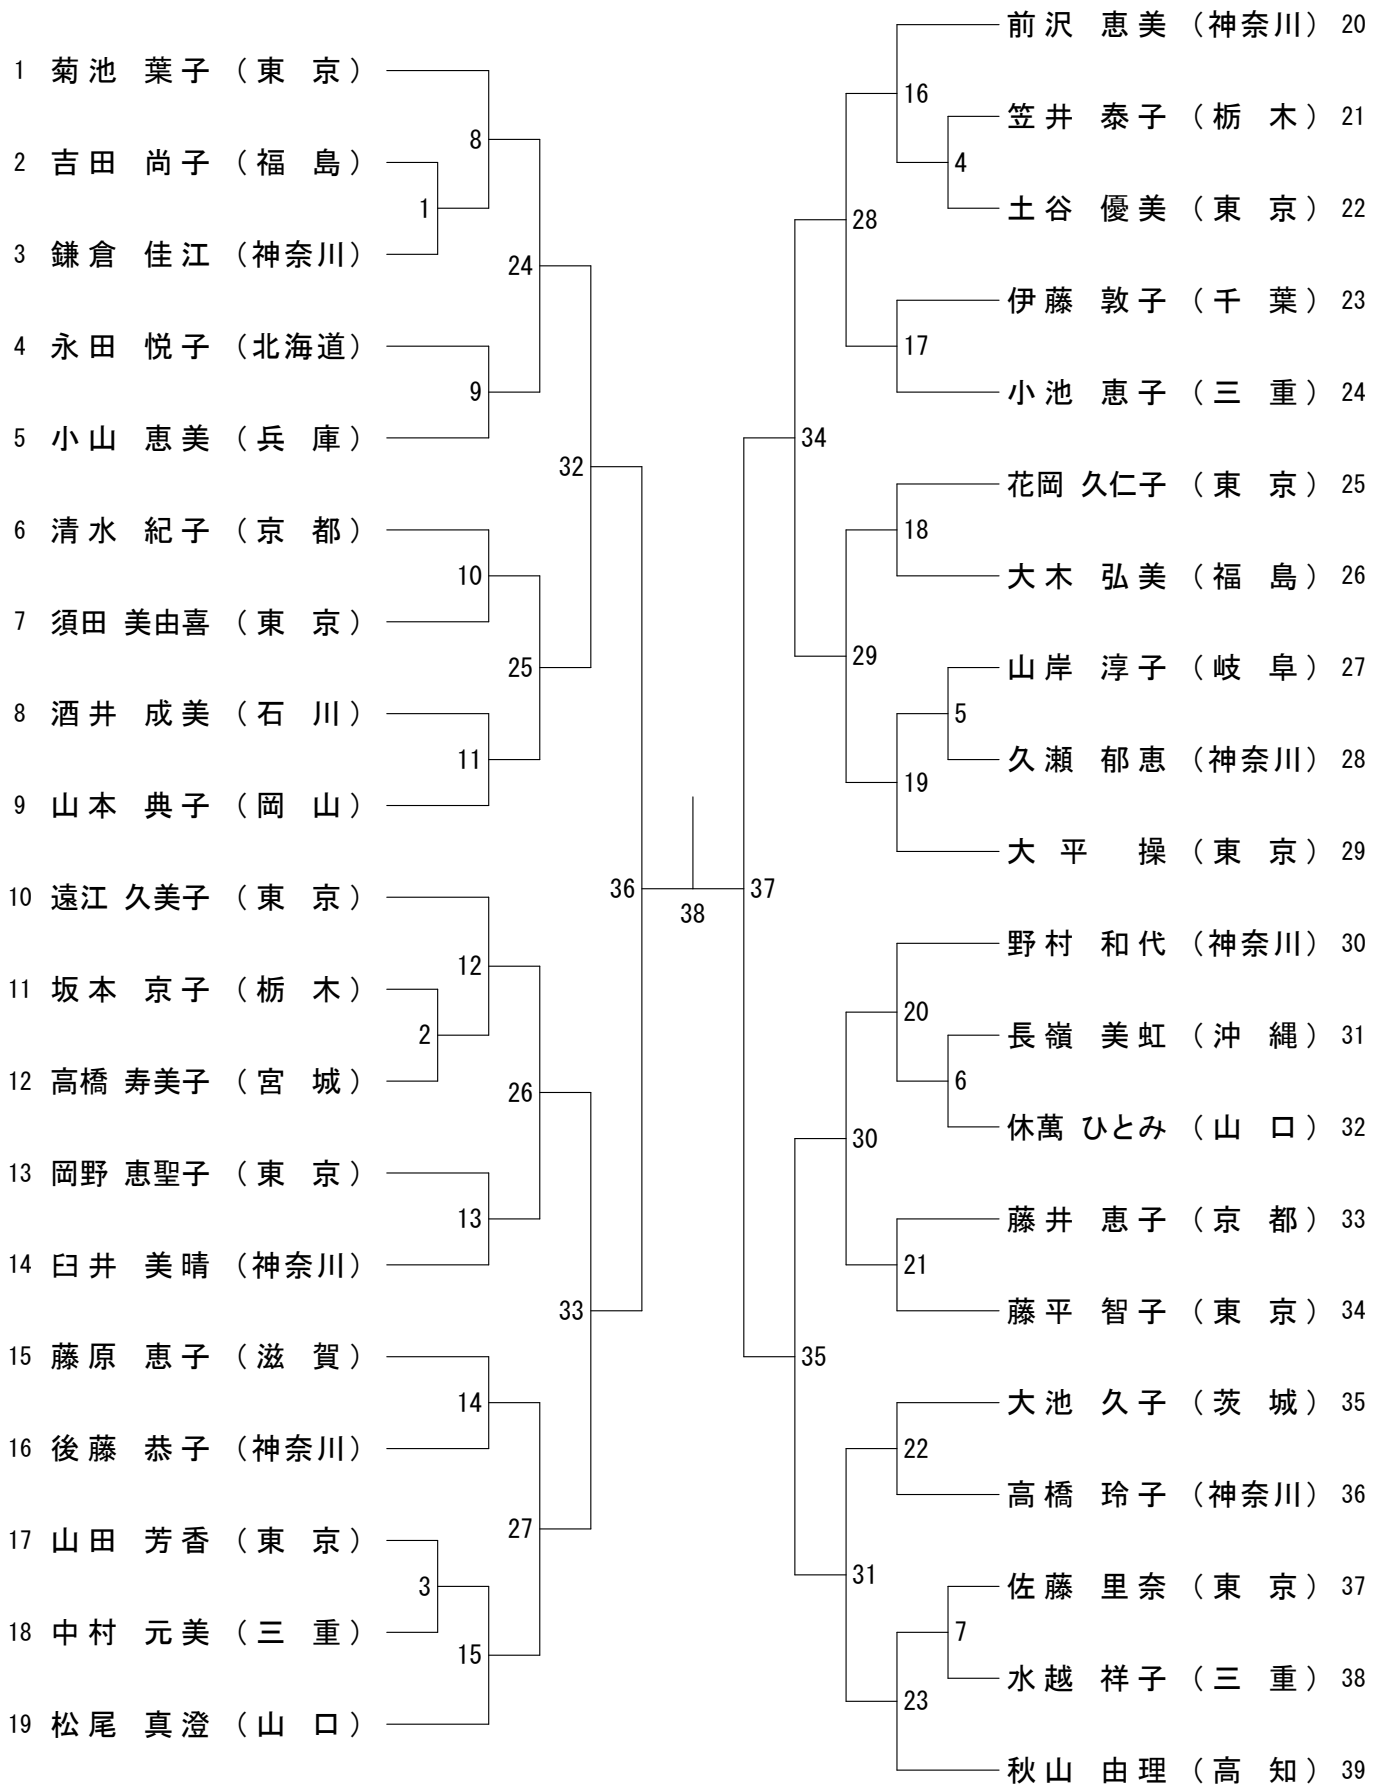 1 菊池 葉子 (東 京)
2 吉田 尚子 (福 島)
3 鎌倉 佳江 (神奈川)
4 永田 悦子 (北海道)
5 小山 恵美 (兵 庫)
6 清水 紀子 (京 都)
7 須田 美由喜 (東 京)
8 酒井 成美 (石 川)
9 山本 典子 (岡 山)
10 遠江 久美子 (東 京)
11 坂本 京子 (栃 木)
12 高橋 寿美子 (宮 城)
13 岡野 恵聖子 (東 京)
14 臼井 美晴 (神奈川)
15 藤原 恵子 (滋 賀)
16 後藤 恭子 (神奈川)
17 山田 芳香 (東 京)
18 中村 元美 (三 重)
19 松尾 真澄 (山 口)
1
2
3
8
9
10
11
12
13
14
15
24
25
26
27
32
33
36
38
37
34
35
28
29
30
31
16
17
18
19
20
21
22
23
4
5
6
7
前沢 恵美 (神奈川) 20
笠井 泰子 (栃 木) 21
土谷 優美 (東 京) 22
伊藤 敦子 (千 葉) 23
小池 恵子 (三 重) 24
花岡 久仁子 (東 京) 25
大木 弘美 (福 島) 26
山岸 淳子 (岐 阜) 27
久瀬 郁恵 (神奈川) 28
大平 操 (東 京) 29
野村 和代 (神奈川) 30
長嶺 美虹 (沖 縄) 31
休萬 ひとみ (山 口) 32
藤井 恵子 (京 都) 33
藤平 智子 (東 京) 34
大池 久子 (茨 城) 35
高橋 玲子 (神奈川) 36
佐藤 里奈 (東 京) 37
水越 祥子 (三 重) 38
秋山 由理 (高 知) 39